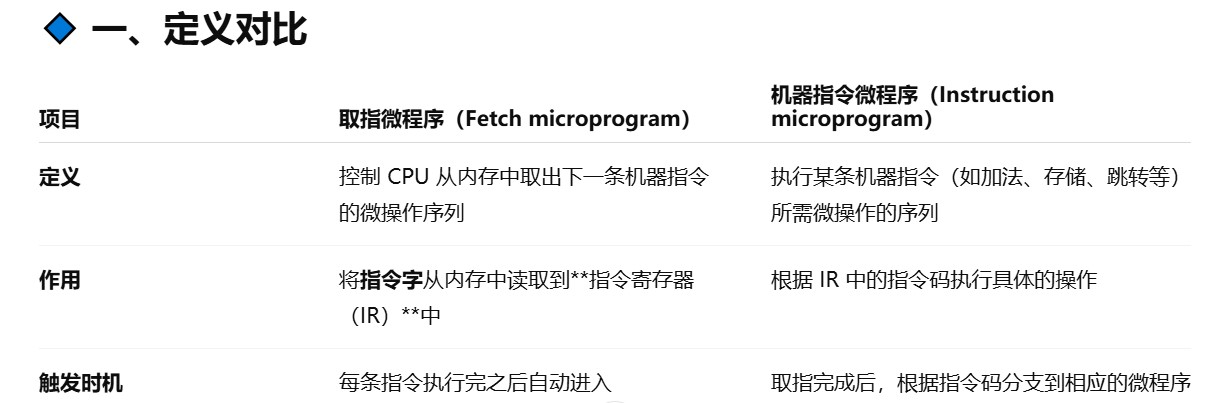 一、定义对比
项目
取指微程序（Fetch microprogram）
机器指令微程序（Instruction
microprogram）
定义
控制 CPU 从内存中取出下一条机器指令
的微操作序列
执行某条机器指令（如加法、存储、跳转等）
所需微操作的序列
作用
将指令字从内存中读取到**指令寄存器
（IR）**中
根据 IR 中的指令码执行具体的操作
触发时机
每条指令执行完之后自动进入
取指完成后，根据指令码分支到相应的微程序